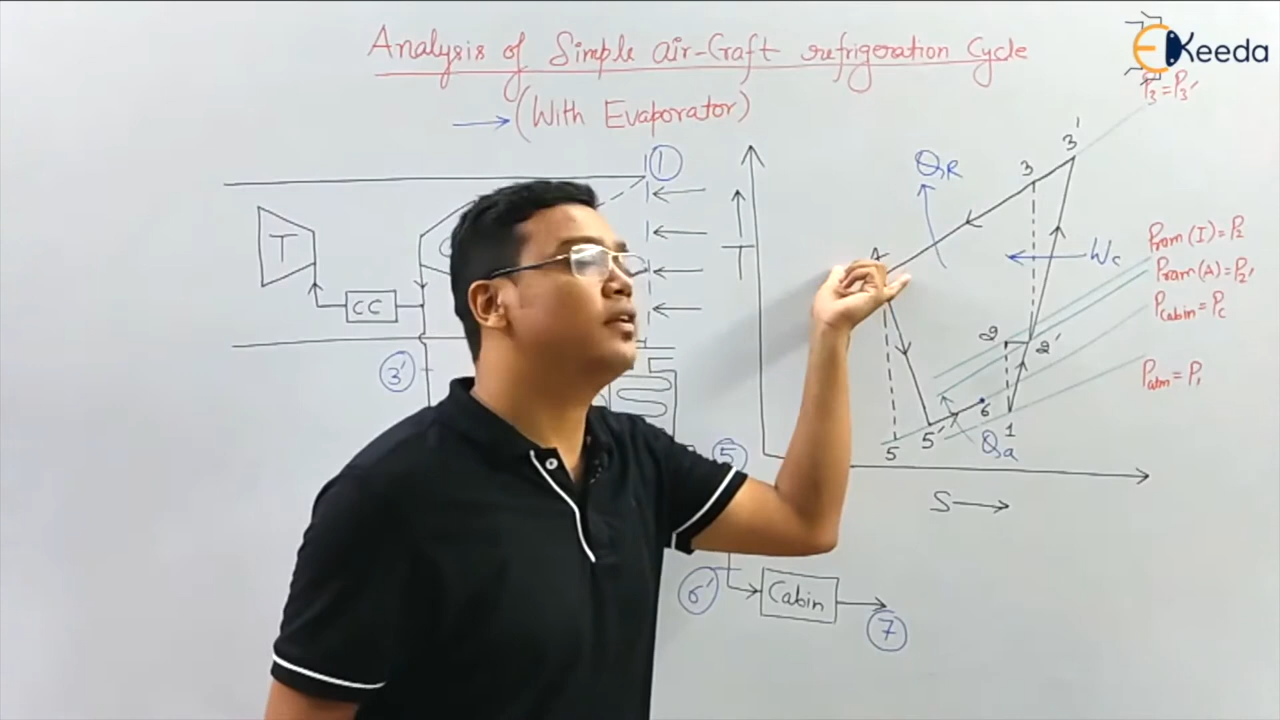 Analysis of Simple air-Craft refrigeration Cycle
(With Evaporator)
EKeeda
P3=P3'
1
T
CC
3'
T
S
QR
Wc
Qa
4
3
3'
2
2'
5
5'
6
1
Pram(I)=P2
Pram(A)=P2'
Pcabin=Pc
Patm=P1
5
6'
Cabin
7